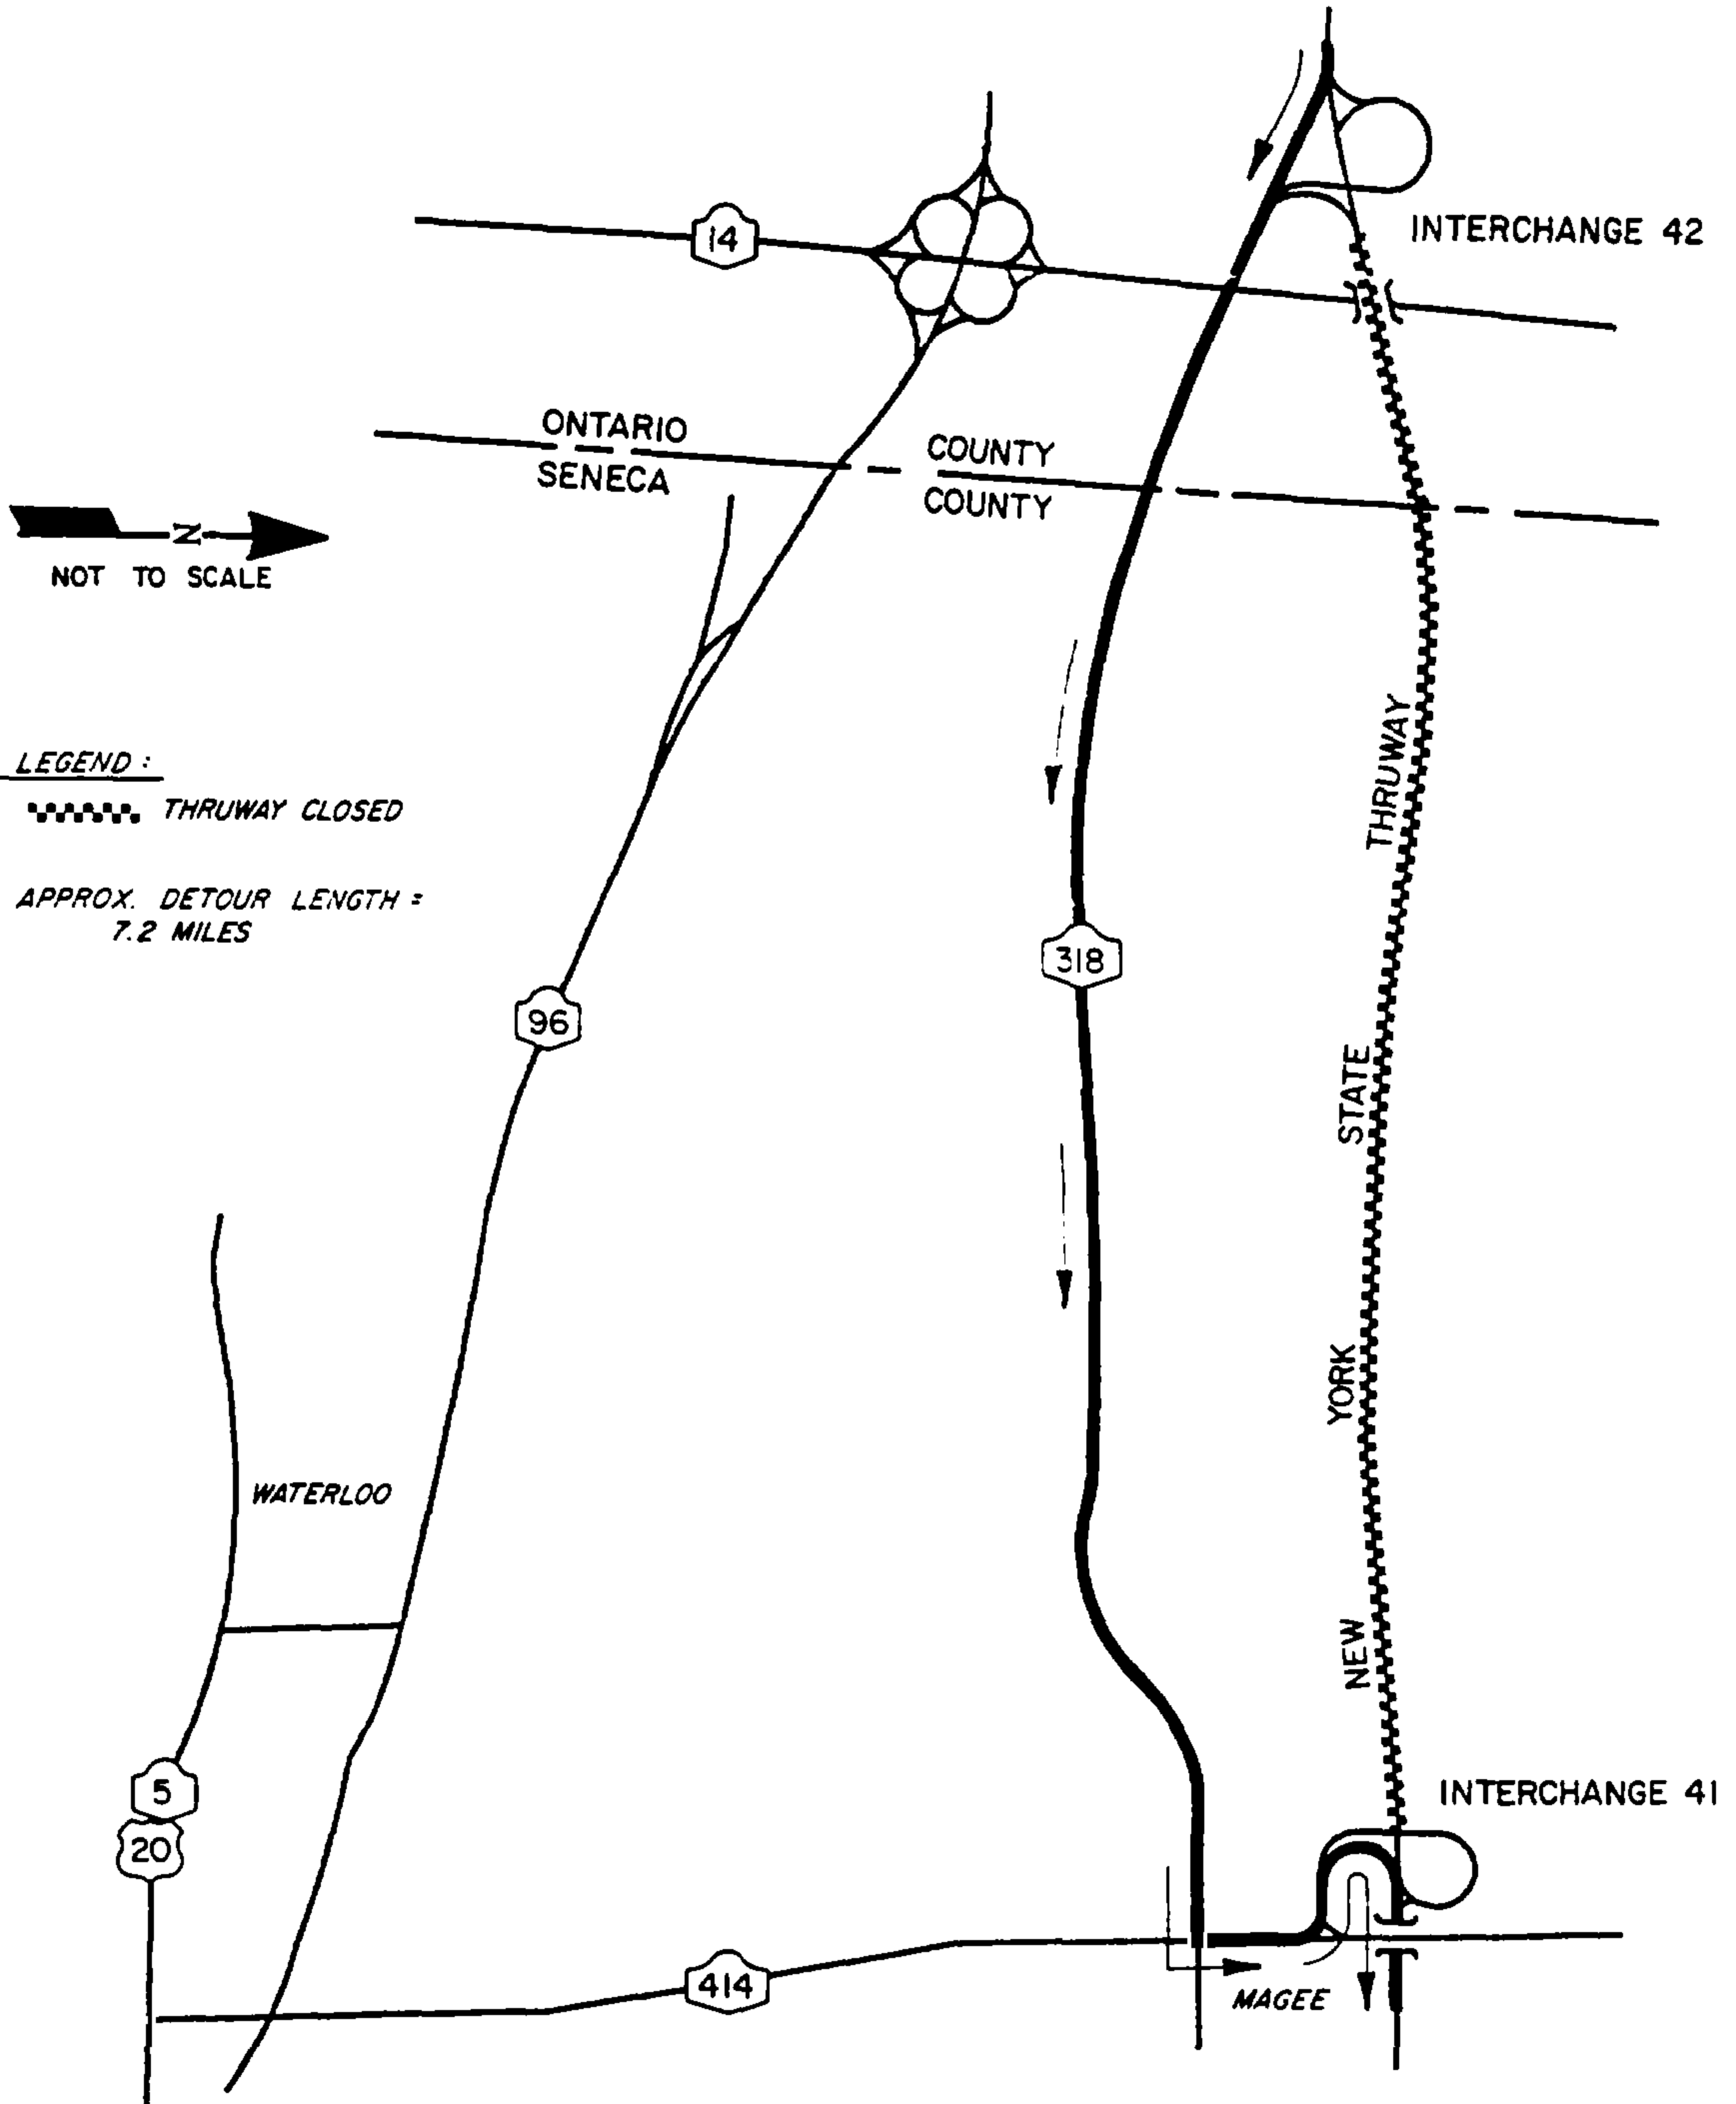 14
INTERCHANGE 42
ONTARIO COUNTY
SENECA COUNTY
N
NOT TO SCALE
LEGEND :
THRUWAY CLOSED
APPROX. DETOUR LENGTH =
7.2 MILES
318
96
NEW YORK STATE THRUWAY
WATERLOO
5
20
INTERCHANGE 41
414
MAGEE